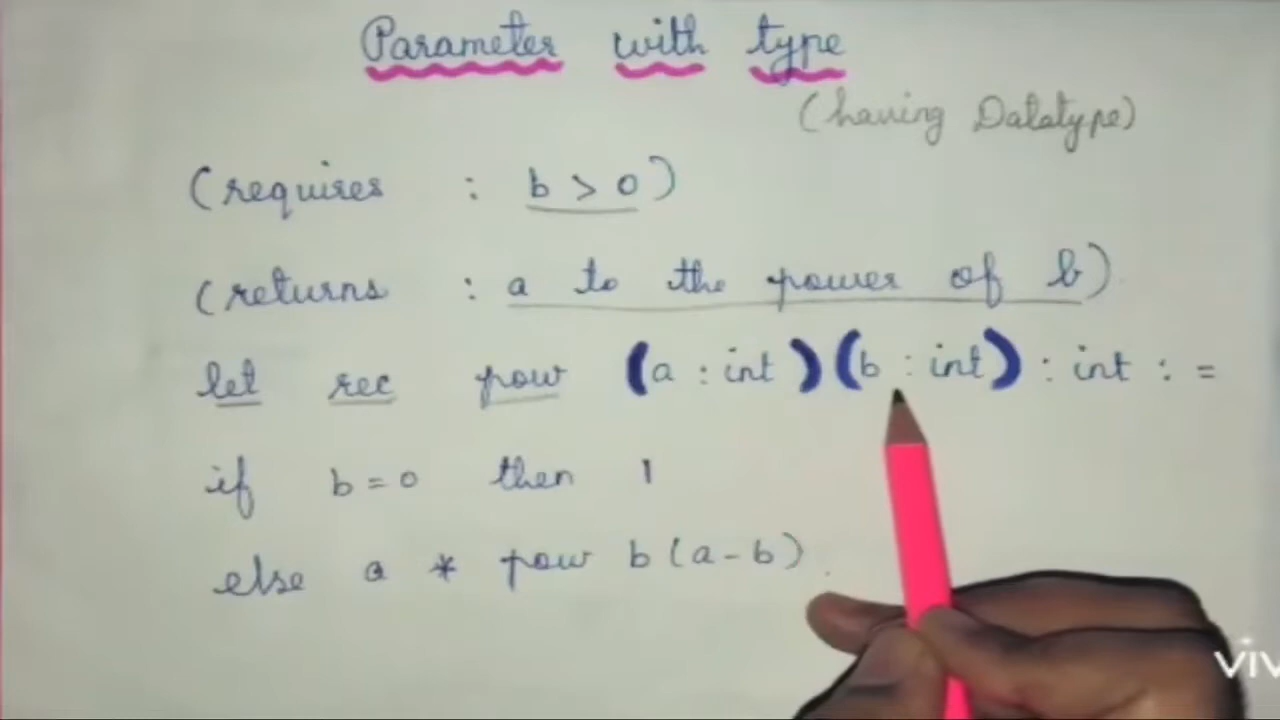 Parameter with type
(having Datatype)
(requires : b > 0)
(returns : a to the power of b)
let rec pow (a : int) (b : int) : int : =
if b = 0 then 1
else a * pow b (a - b)